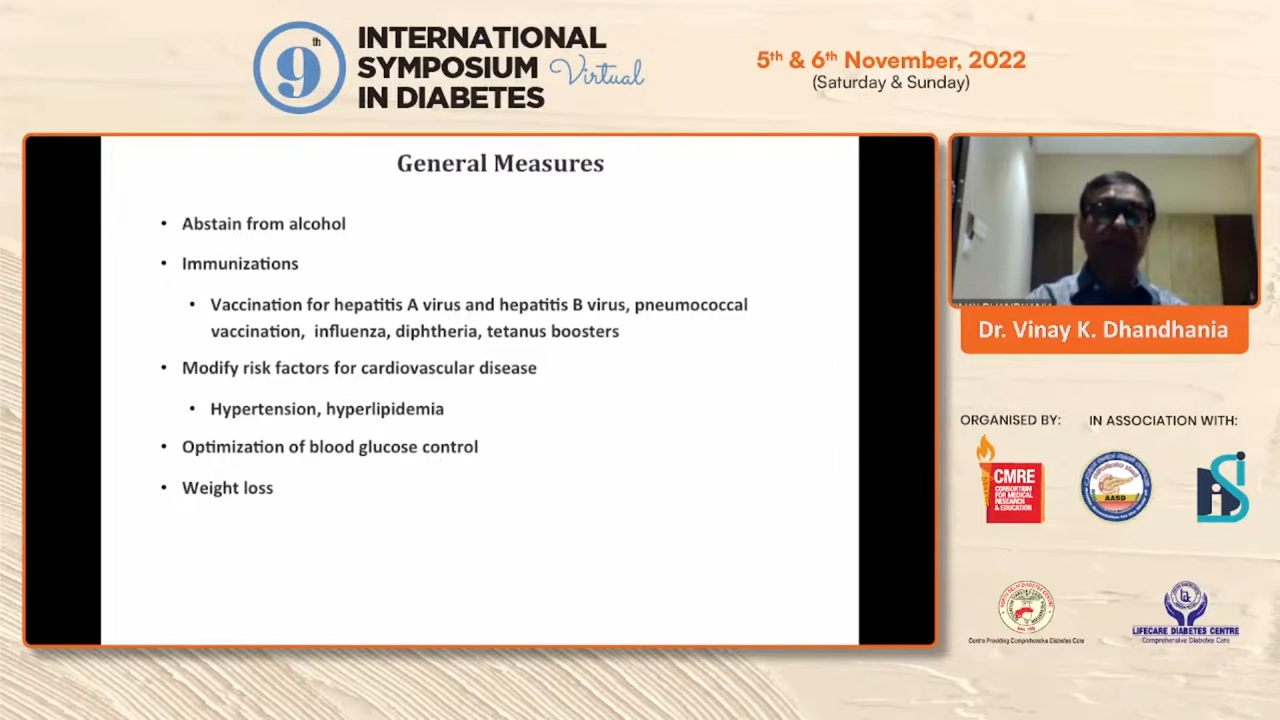 9th
INTERNATIONAL
SYMPOSIUM Virtual
IN DIABETES
5th & 6th November, 2022
(Saturday & Sunday)
General Measures
• Abstain from alcohol
• Immunizations
• Vaccination for hepatitis A virus and hepatitis B virus, pneumococcal
vaccination, influenza, diphtheria, tetanus boosters
• Modify risk factors for cardiovascular disease
• Hypertension, hyperlipidemia
• Optimization of blood glucose control
• Weight loss
Dr. Vinay K. Dhandhania
ORGANISED BY:
IN ASSOCIATION WITH:
CMRE
CONSORTIUM
FOR MEDICAL
RESEARCH
& EDUCATION
AASD
Centre Providing Comprehensive Diabetes Care
LIFECARE DIABETES CENTRE
Comprehensive Diabetes Care